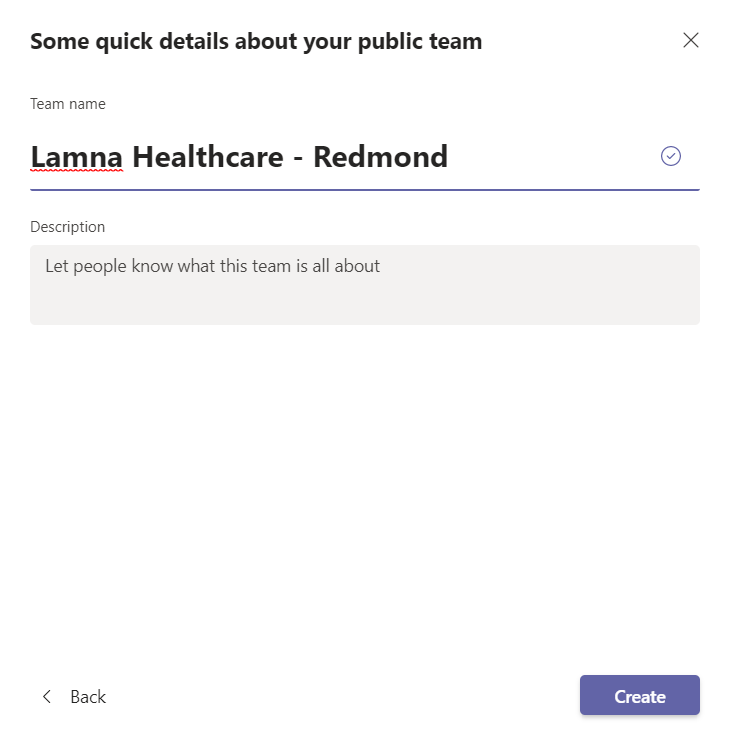 Some quick details about your public team
Team name
Lamna Healthcare - Redmond
Description
Let people know what this team is all about
Back
Create